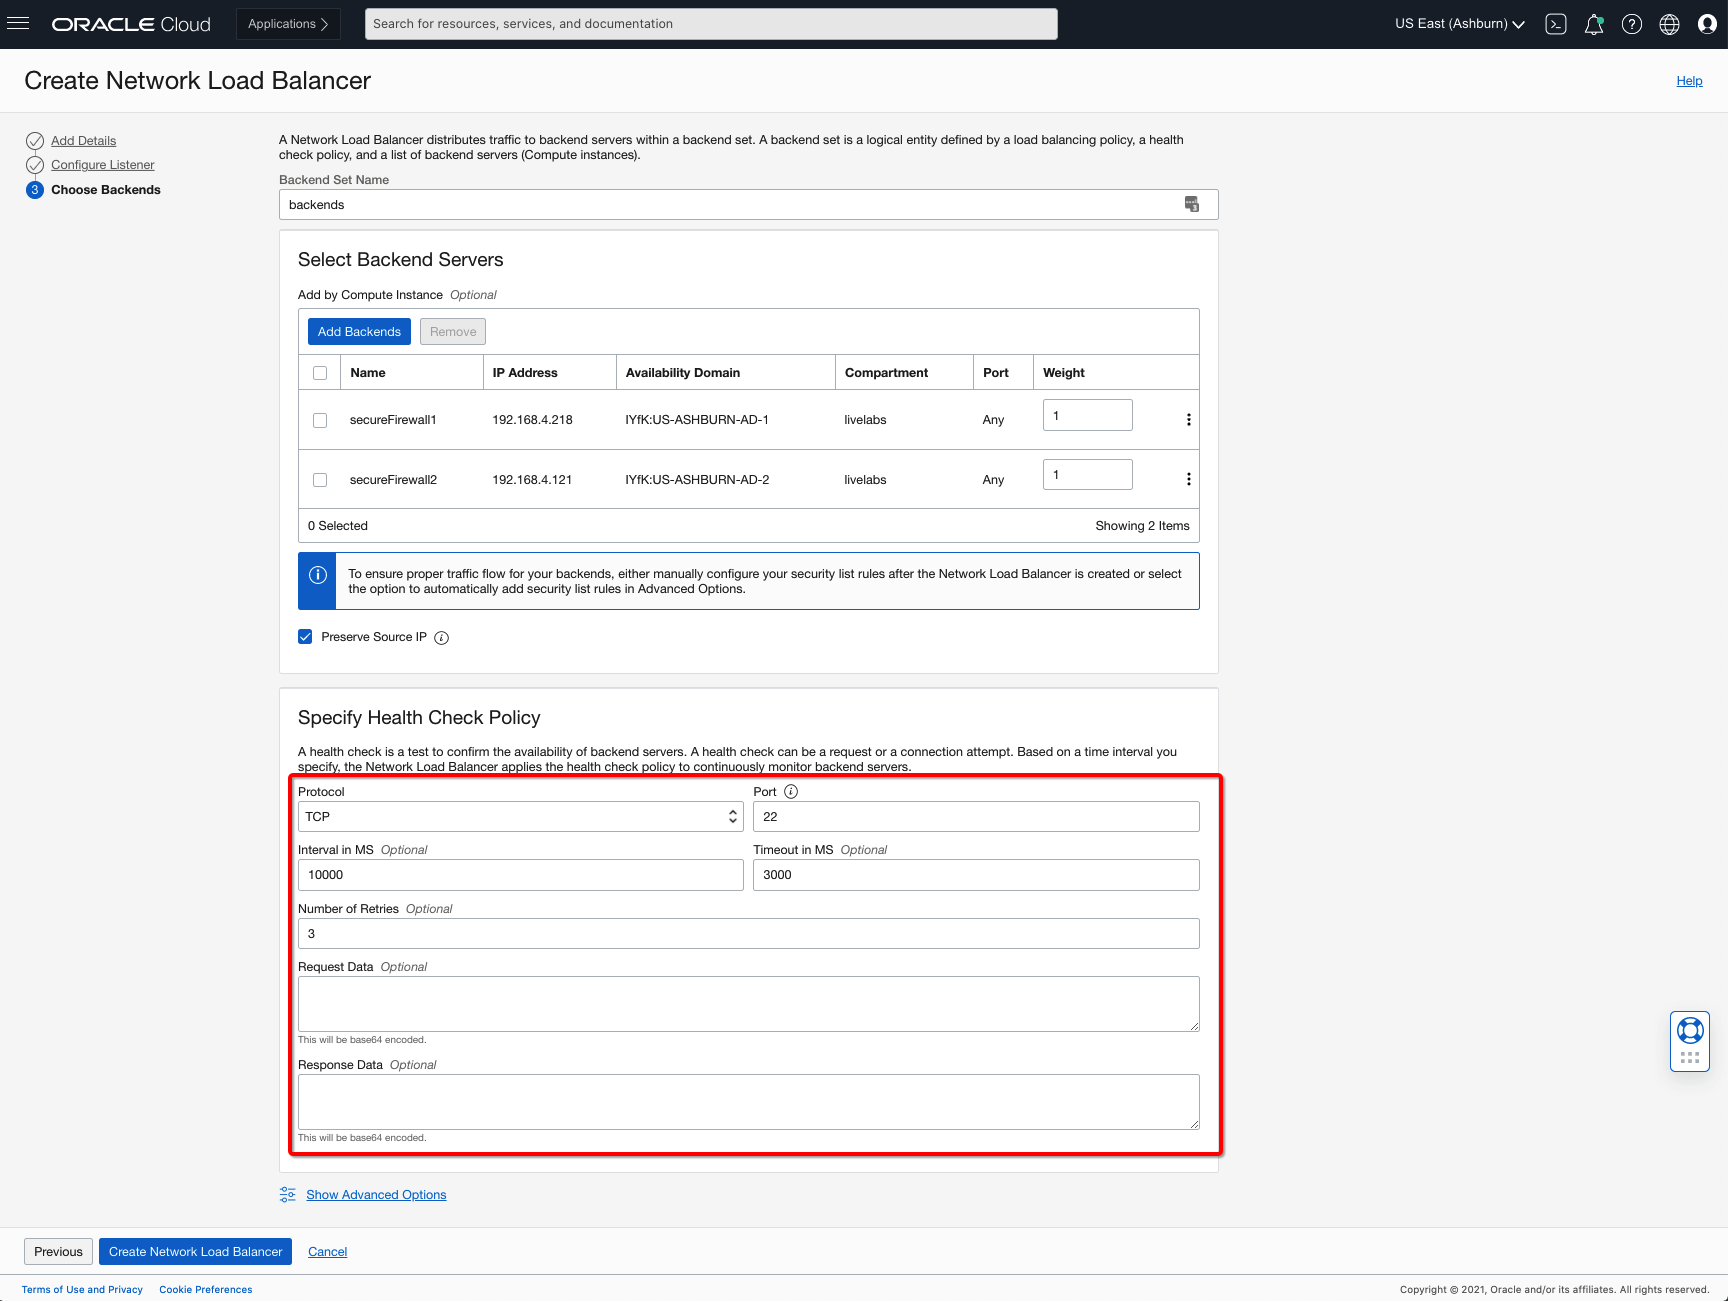 ORACLE Cloud
Applications
Search for resources, services, and documentation
US East (Ashburn)
Create Network Load Balancer
Help
Add Details
Configure Listener
3 Choose Backends
A Network Load Balancer distributes traffic to backend servers within a backend set. A backend set is a logical entity defined by a load balancing policy, a health
check policy, and a list of backend servers (Compute instances).
Backend Set Name
backends
Select Backend Servers
Add by Compute Instance Optional
Add Backends Remove
Name IP Address Availability Domain Compartment Port Weight
secureFirewall1 192.168.4.218 IYfK:US-ASHBURN-AD-1 livelabs Any 1
secureFirewall2 192.168.4.121 IYfK:US-ASHBURN-AD-2 livelabs Any 1
0 Selected Showing 2 Items
To ensure proper traffic flow for your backends, either manually configure your security list rules after the Network Load Balancer is created or select
the option to automatically add security list rules in Advanced Options.
Preserve Source IP
Specify Health Check Policy
A health check is a test to confirm the availability of backend servers. A health check can be a request or a connection attempt. Based on a time interval you
specify, the Network Load Balancer applies the health check policy to continuously monitor backend servers.
Protocol Port
TCP 22
Interval in MS Optional Timeout in MS Optional
10000 3000
Number of Retries Optional
3
Request Data Optional
This will be base64 encoded.
Response Data Optional
This will be base64 encoded.
Show Advanced Options
Previous Create Network Load Balancer Cancel
Terms of Use and Privacy Cookie Preferences Copyright © 2021, Oracle and/or its affiliates. All rights reserved.